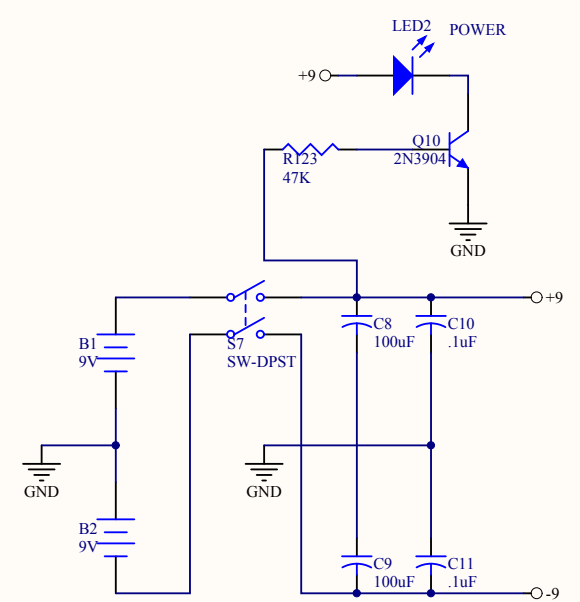 LED2 POWER
+9
Q10
2N3904
R123
47K
GND
+9
B1
9V
S7
SW-DPST
C8
100uF
C10
.1uF
GND
GND
B2
9V
C9
100uF
C11
.1uF
-9